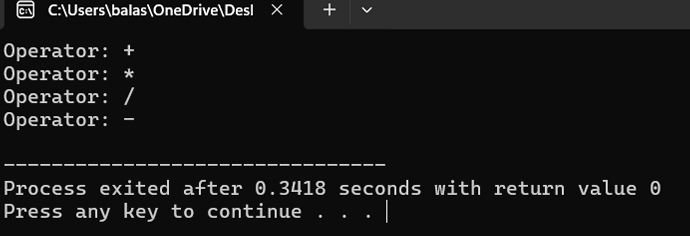 C:\Users\balas\OneDrive\Desl
Operator: +
Operator: *
Operator: /
Operator: -
--------------------------------
Process exited after 0.3418 seconds with return value 0
Press any key to continue . . .